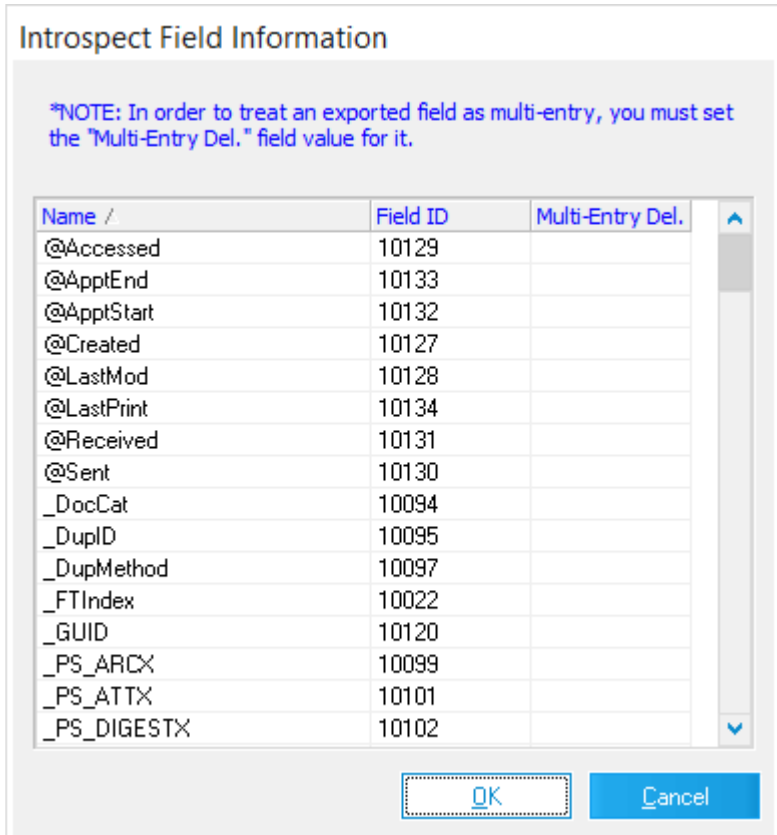 Introspect Field Information
*NOTE: In order to treat an exported field as multi-entry, you must set
the "Multi-Entry Del." field value for it.
Name / Field ID Multi-Entry Del.
@Accessed 10129
@ApptEnd 10133
@ApptStart 10132
@Created 10127
@LastMod 10128
@LastPrint 10134
@Received 10131
@Sent 10130
_DocCat 10094
_DupID 10095
_DupMethod 10097
_FTIndex 10022
_GUID 10120
_PS_ARCX 10099
_PS_ATTX 10101
_PS_DIGESTX 10102
OK Cancel